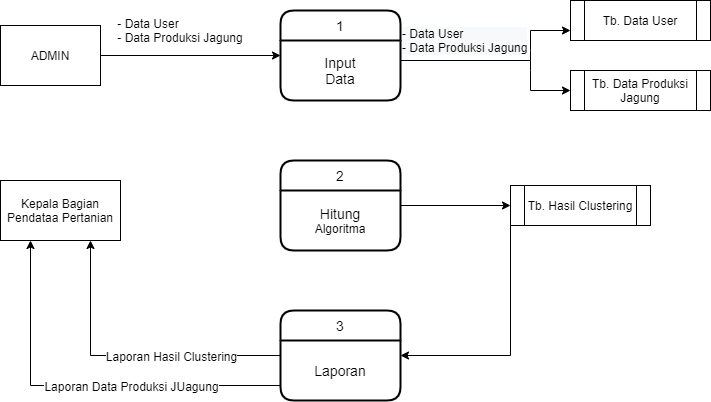 ADMIN
- Data User
- Data Produksi Jagung
1
Input
Data
- Data User
- Data Produksi Jagung
Tb. Data User
Tb. Data Produksi
Jagung
Kepala Bagian
Pendataa Pertanian
2
Hitung
Algoritma
Tb. Hasil Clustering
3
Laporan
Laporan Hasil Clustering
Laporan Data Produksi JUagung